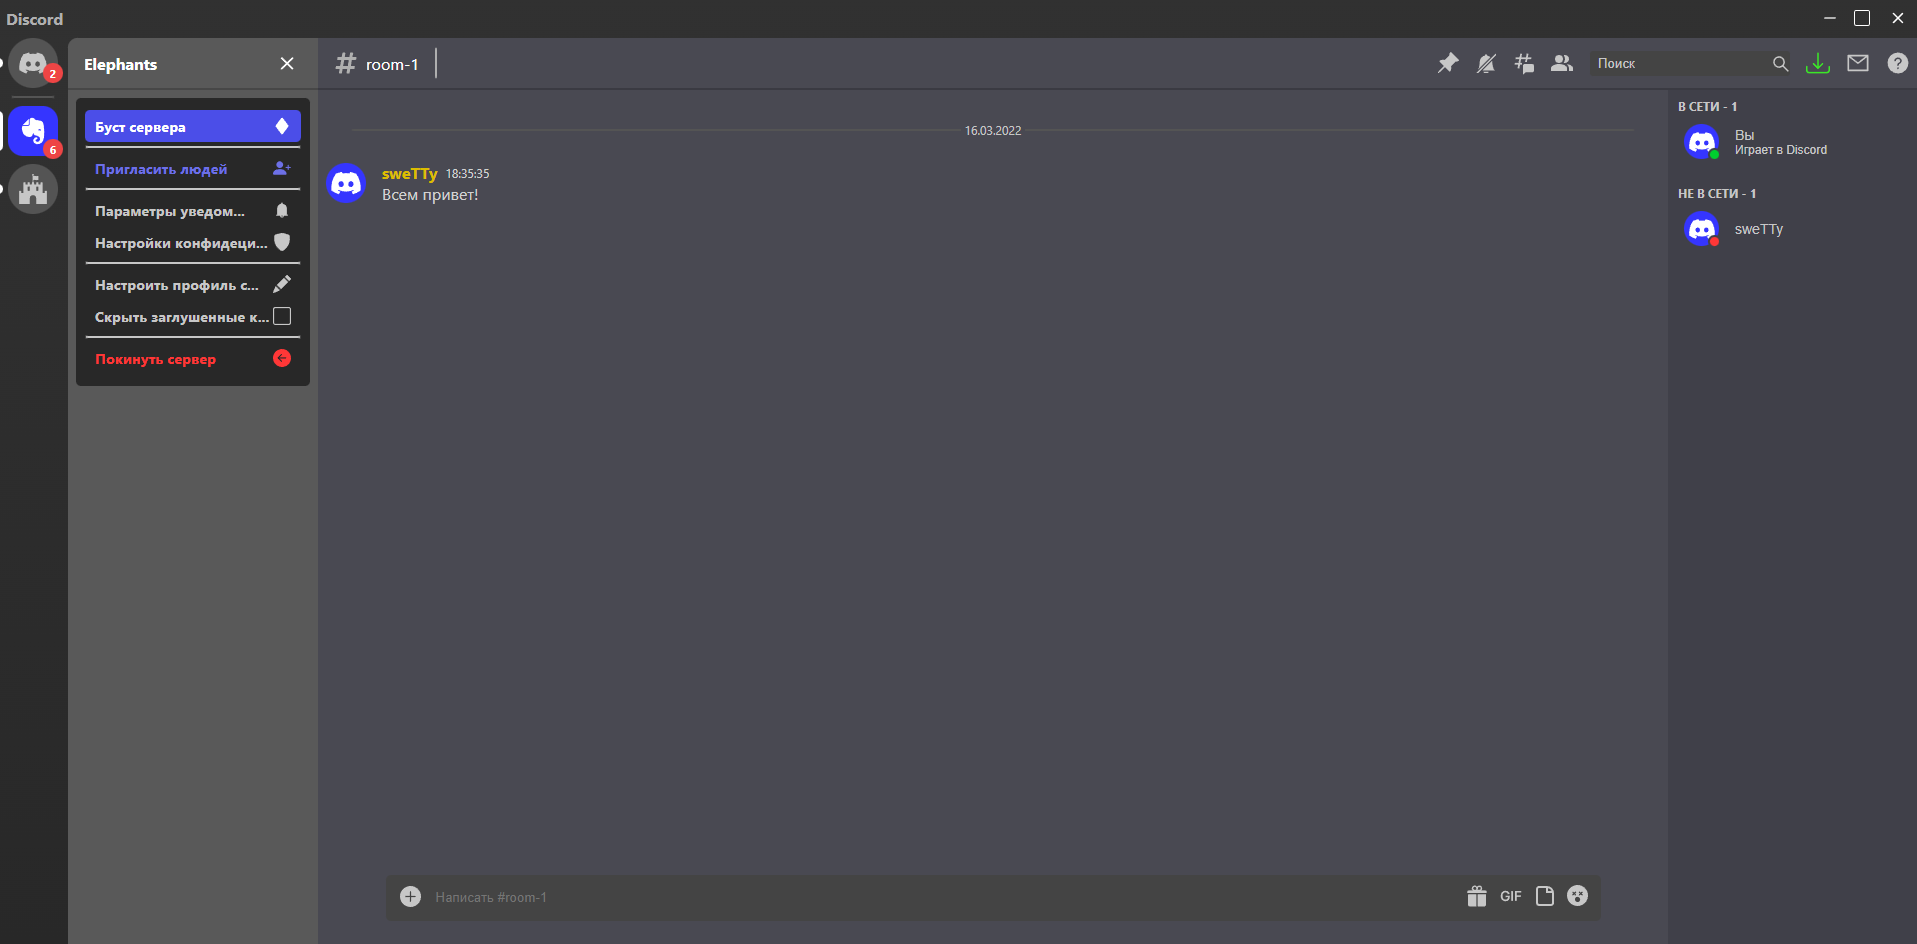 Discord
2
6
Elephants
Буст сервера
Пригласить людей
Параметры уведом...
Настройки конфидеци...
Настроить профиль с...
Скрыть заглушенные к...
Покинуть сервер
# room-1
Поиск
16.03.2022
sweTTy 18:35:35
Всем привет!
Написать #room-1
GIF
В СЕТИ - 1
Вы
Играет в Discord
НЕ В СЕТИ - 1
sweTTy